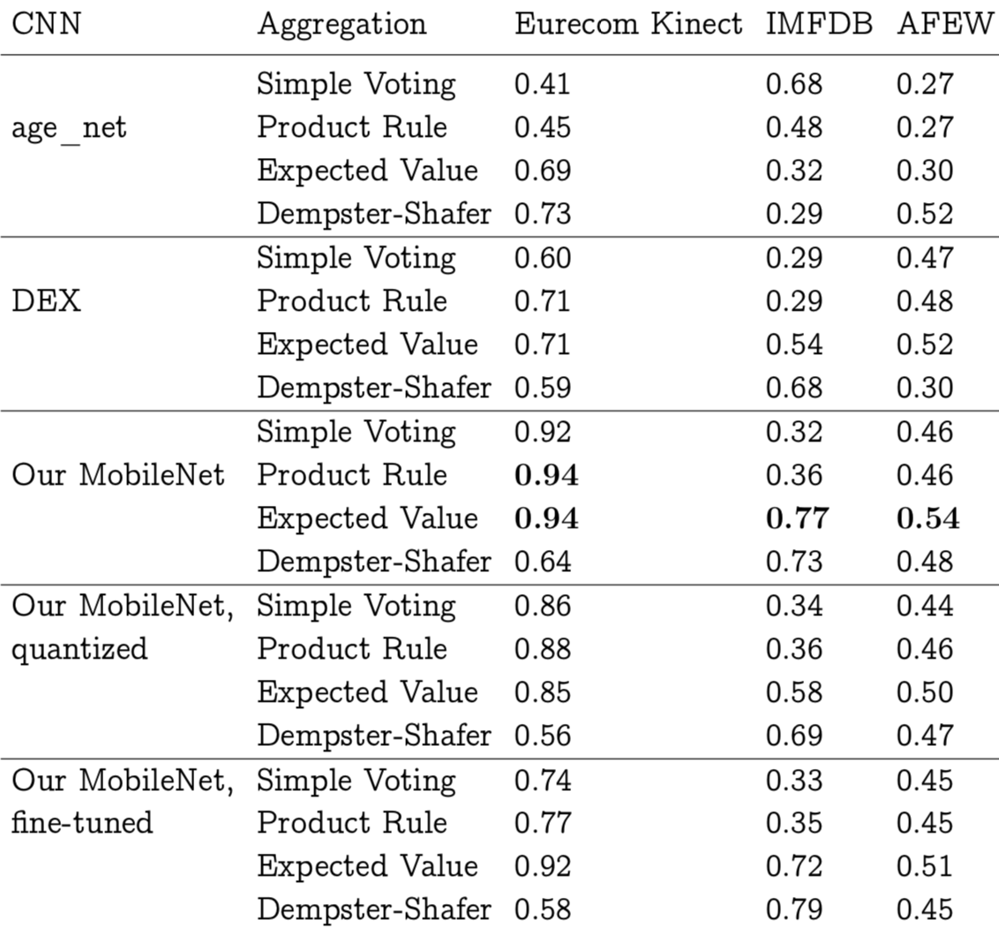 CNN Aggregation Eurecom Kinect IMFDB AFEW
Simple Voting 0.41 0.68 0.27
age_net Product Rule 0.45 0.48 0.27
Expected Value 0.69 0.32 0.30
Dempster-Shafer 0.73 0.29 0.52
Simple Voting 0.60 0.29 0.47
DEX Product Rule 0.71 0.29 0.48
Expected Value 0.71 0.54 0.52
Dempster-Shafer 0.59 0.68 0.30
Simple Voting 0.92 0.32 0.46
Our MobileNet Product Rule 0.94 0.36 0.46
Expected Value 0.94 0.77 0.54
Dempster-Shafer 0.64 0.73 0.48
Our MobileNet, Simple Voting 0.86 0.34 0.44
quantized Product Rule 0.88 0.36 0.46
Expected Value 0.85 0.58 0.50
Dempster-Shafer 0.56 0.69 0.47
Our MobileNet, Simple Voting 0.74 0.33 0.45
fine-tuned Product Rule 0.77 0.35 0.45
Expected Value 0.92 0.72 0.51
Dempster-Shafer 0.58 0.79 0.45